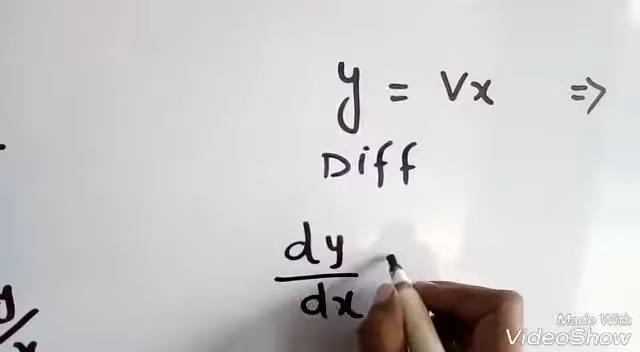 y = vx =>
Diff
dy
dx
y
x
Made With
VideoShow